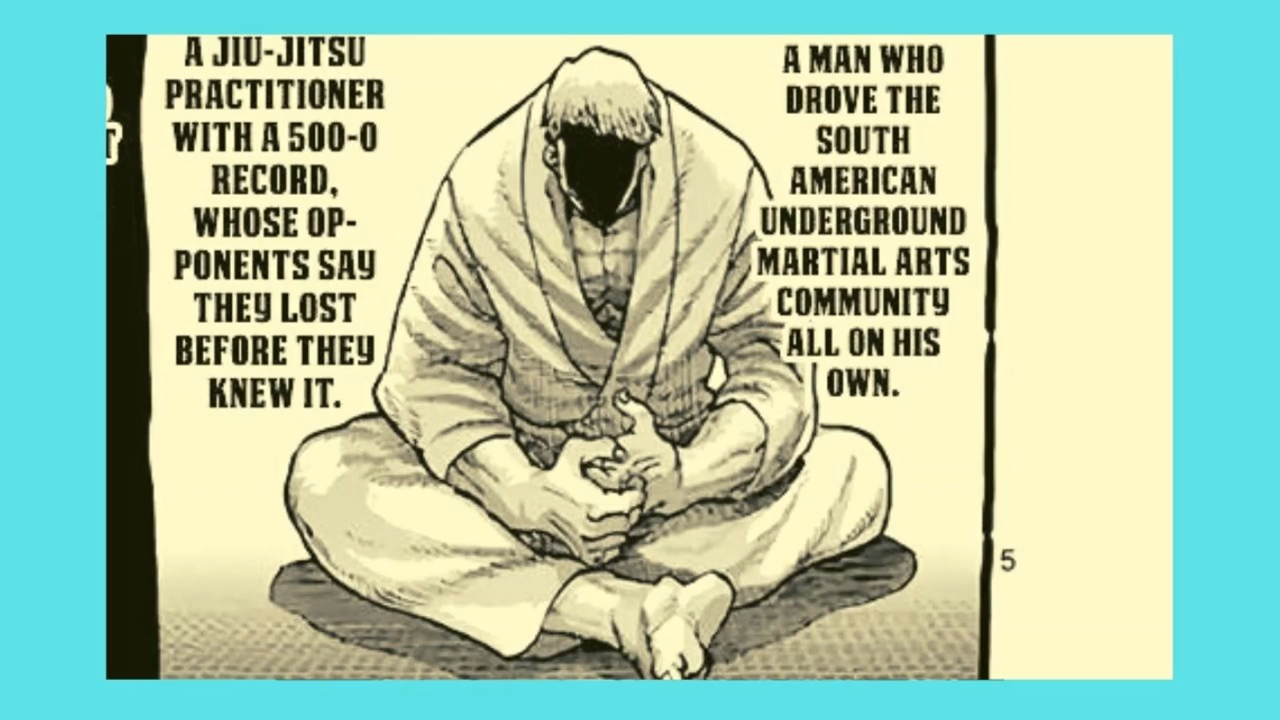 A JIU-JITSU
PRACTITIONER
WITH A 500-0
RECORD,
WHOSE OP-
PONENTS SAY
THEY LOST
BEFORE THEY
KNEW IT.
A MAN WHO
DROVE THE
SOUTH
AMERICAN
UNDERGROUND
MARTIAL ARTS
COMMUNITY
ALL ON HIS
OWN.
5